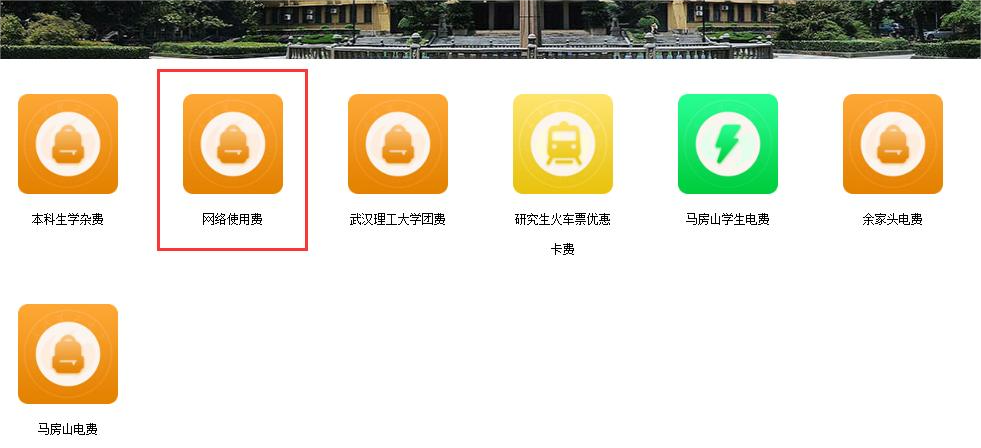 本科生学杂费
网络使用费
武汉理工大学团费
研究生火车票优惠
卡费
马房山学生电费
余家头电费
马房山电费